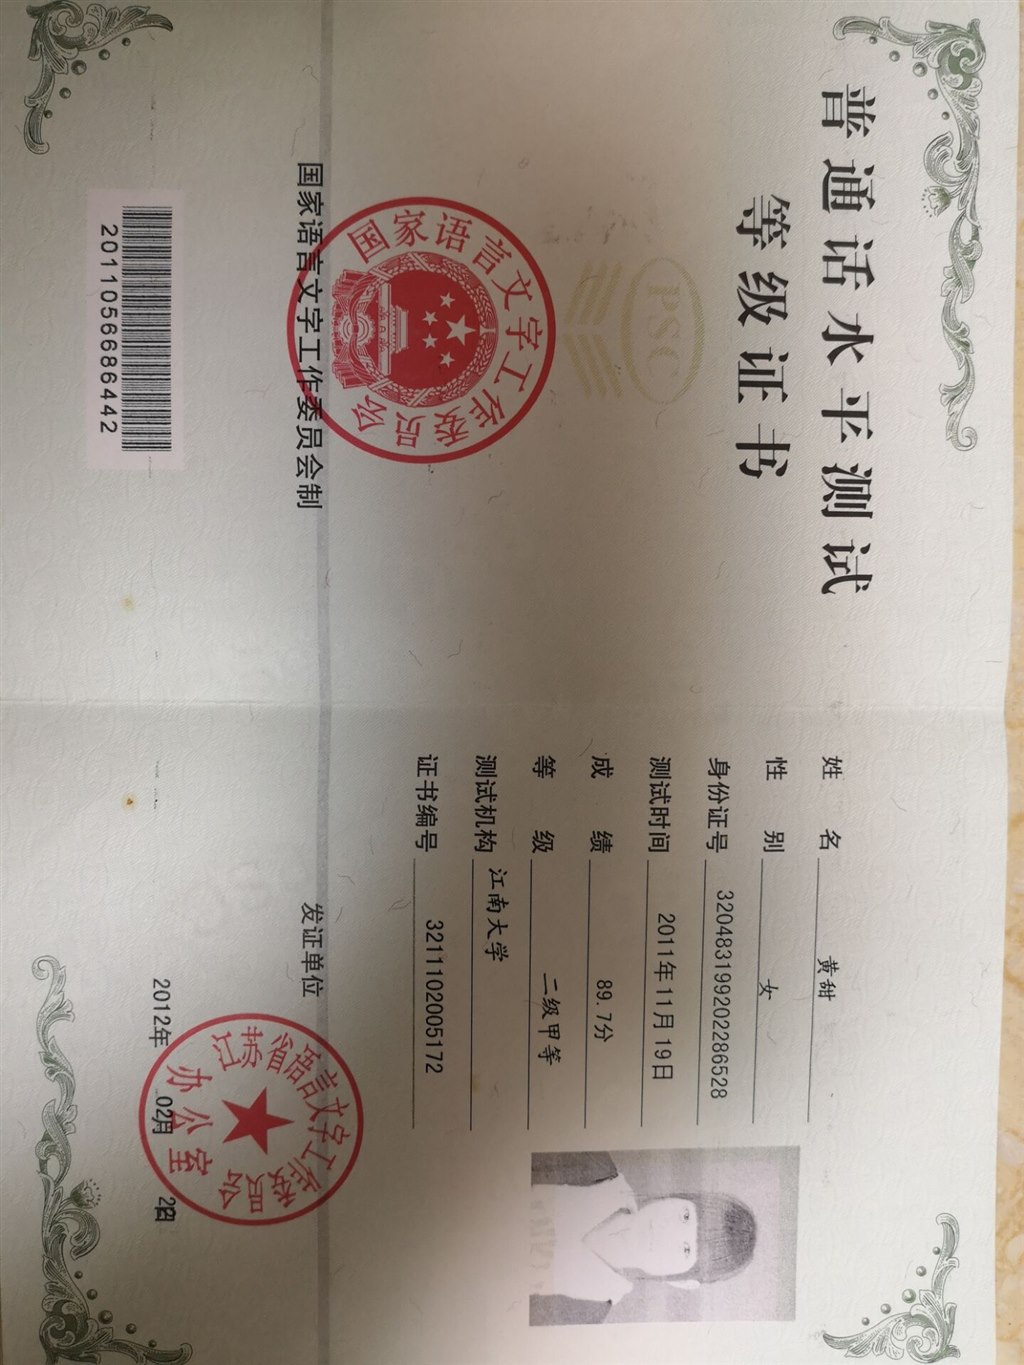 普通话水平测试
等级证书
PSC
国家语言文字工作委员会
国家语言文字工作委员会制
201105686442
姓名 黄甜
性别 女
身份证号 320483199202286528
测试时间 2011年11月19日
成绩 89.7分
等级 二级甲等
测试机构 江南大学
证书编号 3211102005172
发证单位
江苏省语言文字工作委员会
办公室
2012年 02月 2日